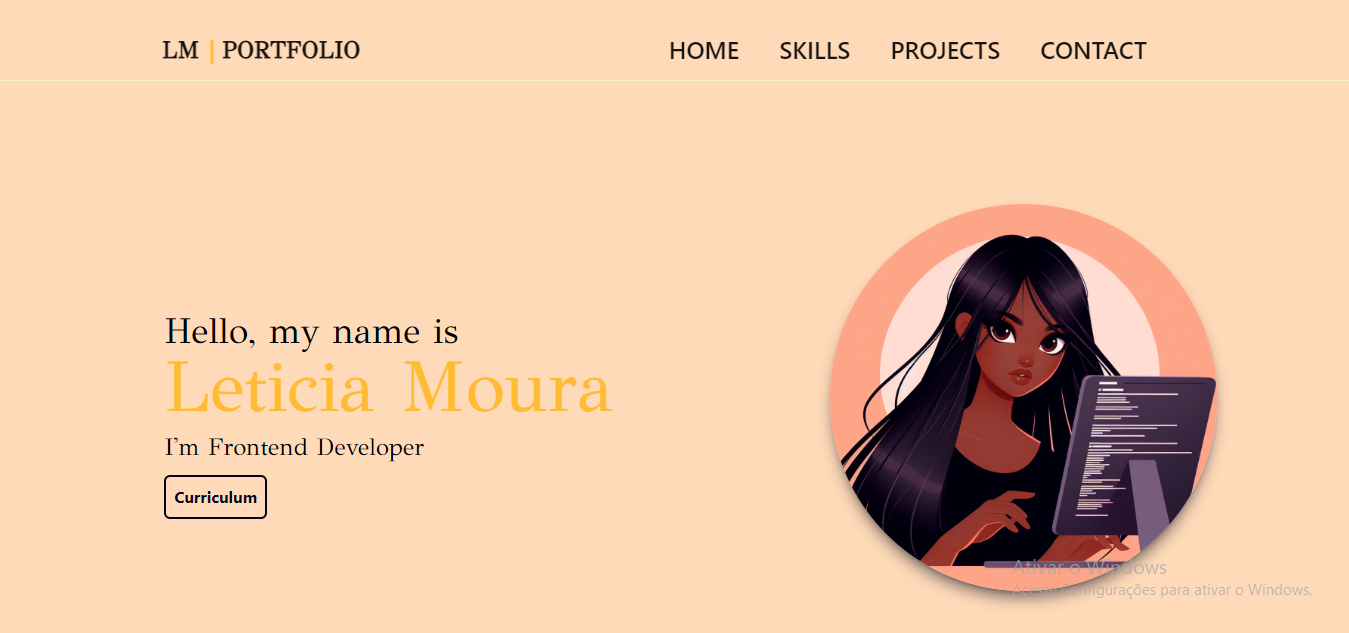 LM | PORTFOLIO
HOME SKILLS PROJECTS CONTACT
Hello, my name is
Leticia Moura
I'm Frontend Developer
Curriculum
Ativar o Windows
Acesse Configurações para ativar o Windows.